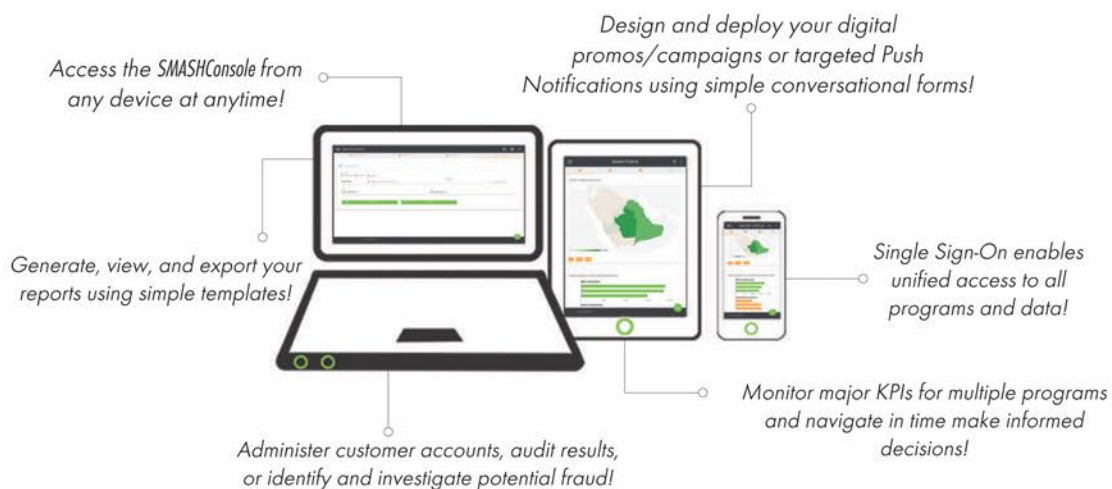 Design and deploy your digital
promos/campaigns or targeted Push
Notifications using simple conversational forms!
Access the SMASHConsole from
any device at anytime!
Generate, view, and export your
reports using simple templates!
Single Sign-On enables
unified access to all
programs and data!
Monitor major KPIs for multiple programs
and navigate in time make informed
decisions!
Administer customer accounts, audit results,
or identify and investigate potential fraud!